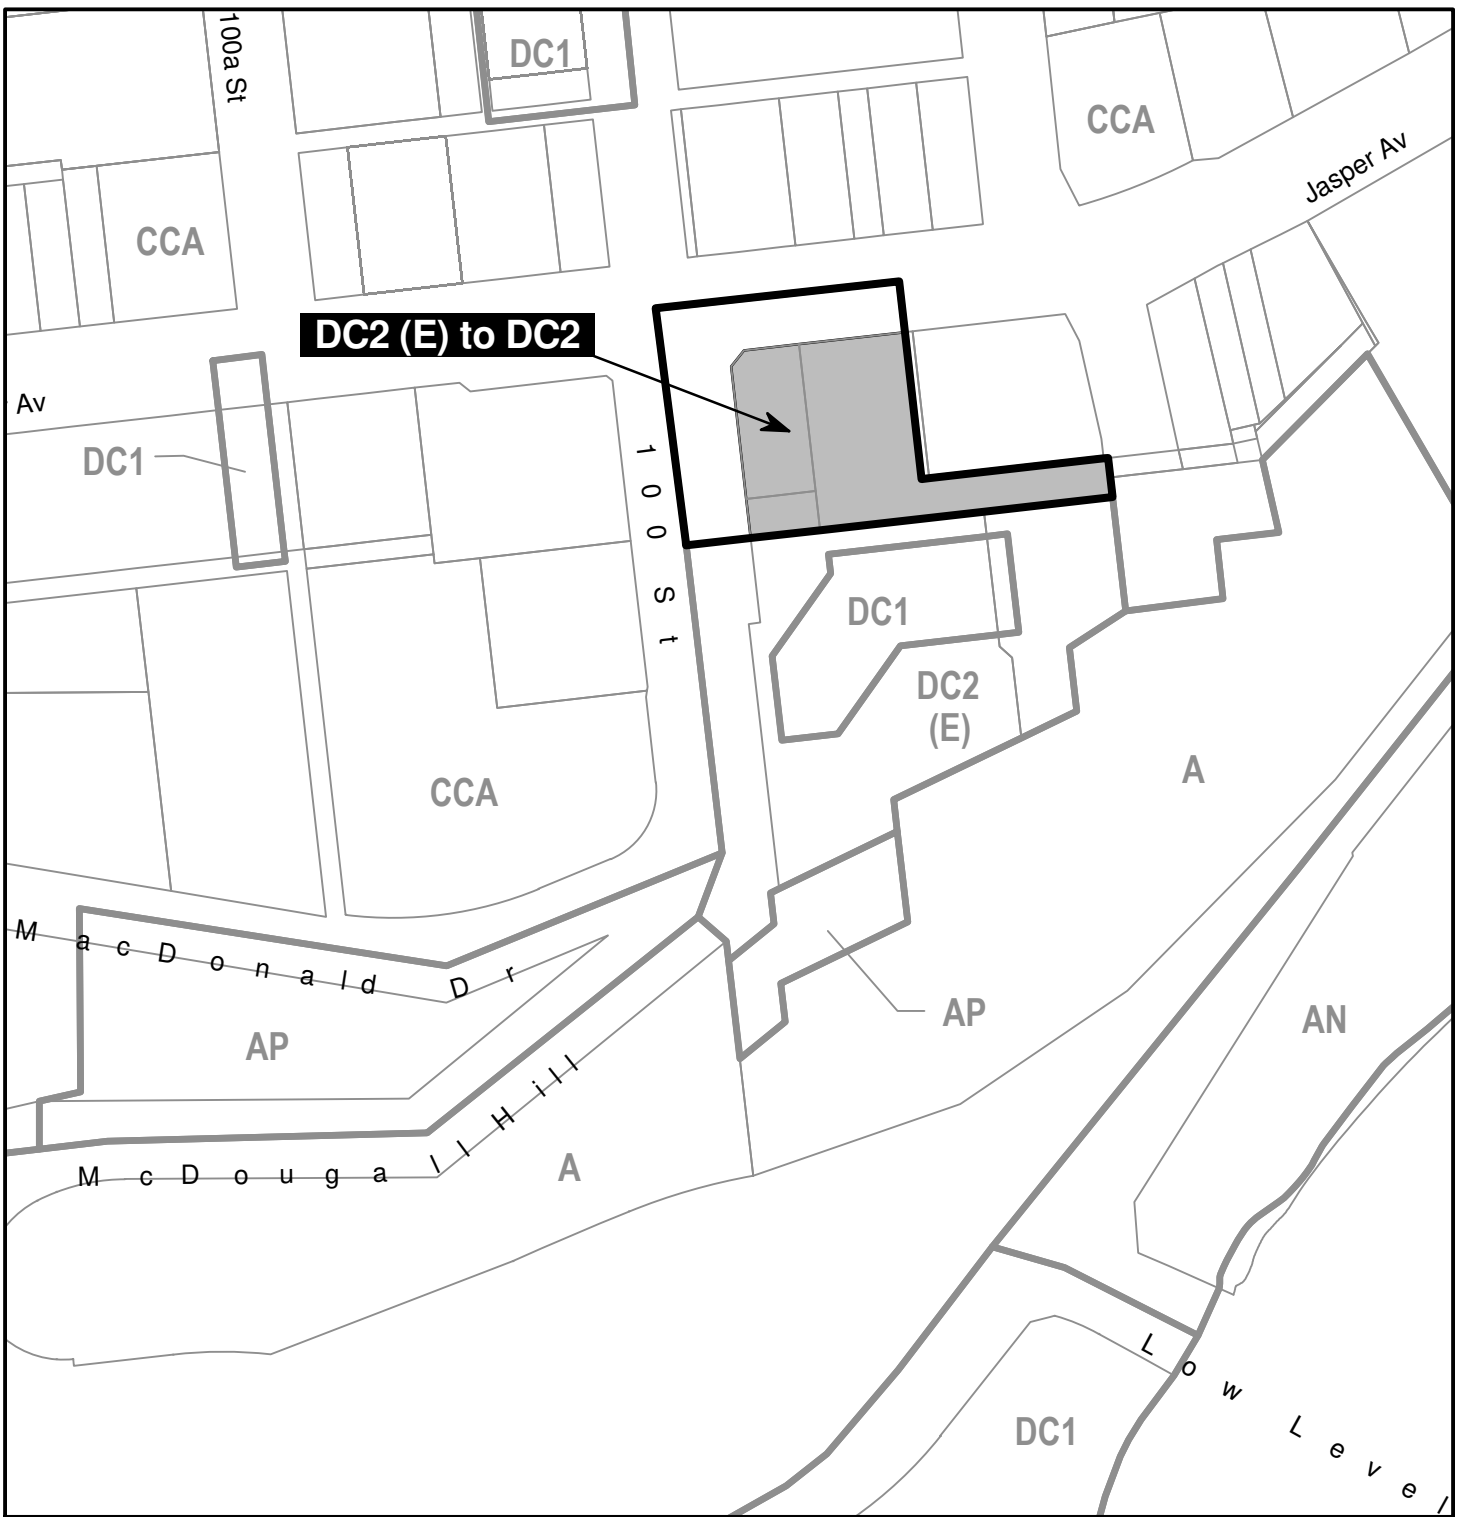 100a St
DC1
CCA
Jasper Av
CCA
DC2 (E) to DC2
Av
DC1
100 St
DC1
DC2
(E)
A
CCA
MacDonald Dr
AP
AP
AN
McDougall Hill
A
Low Level
DC1